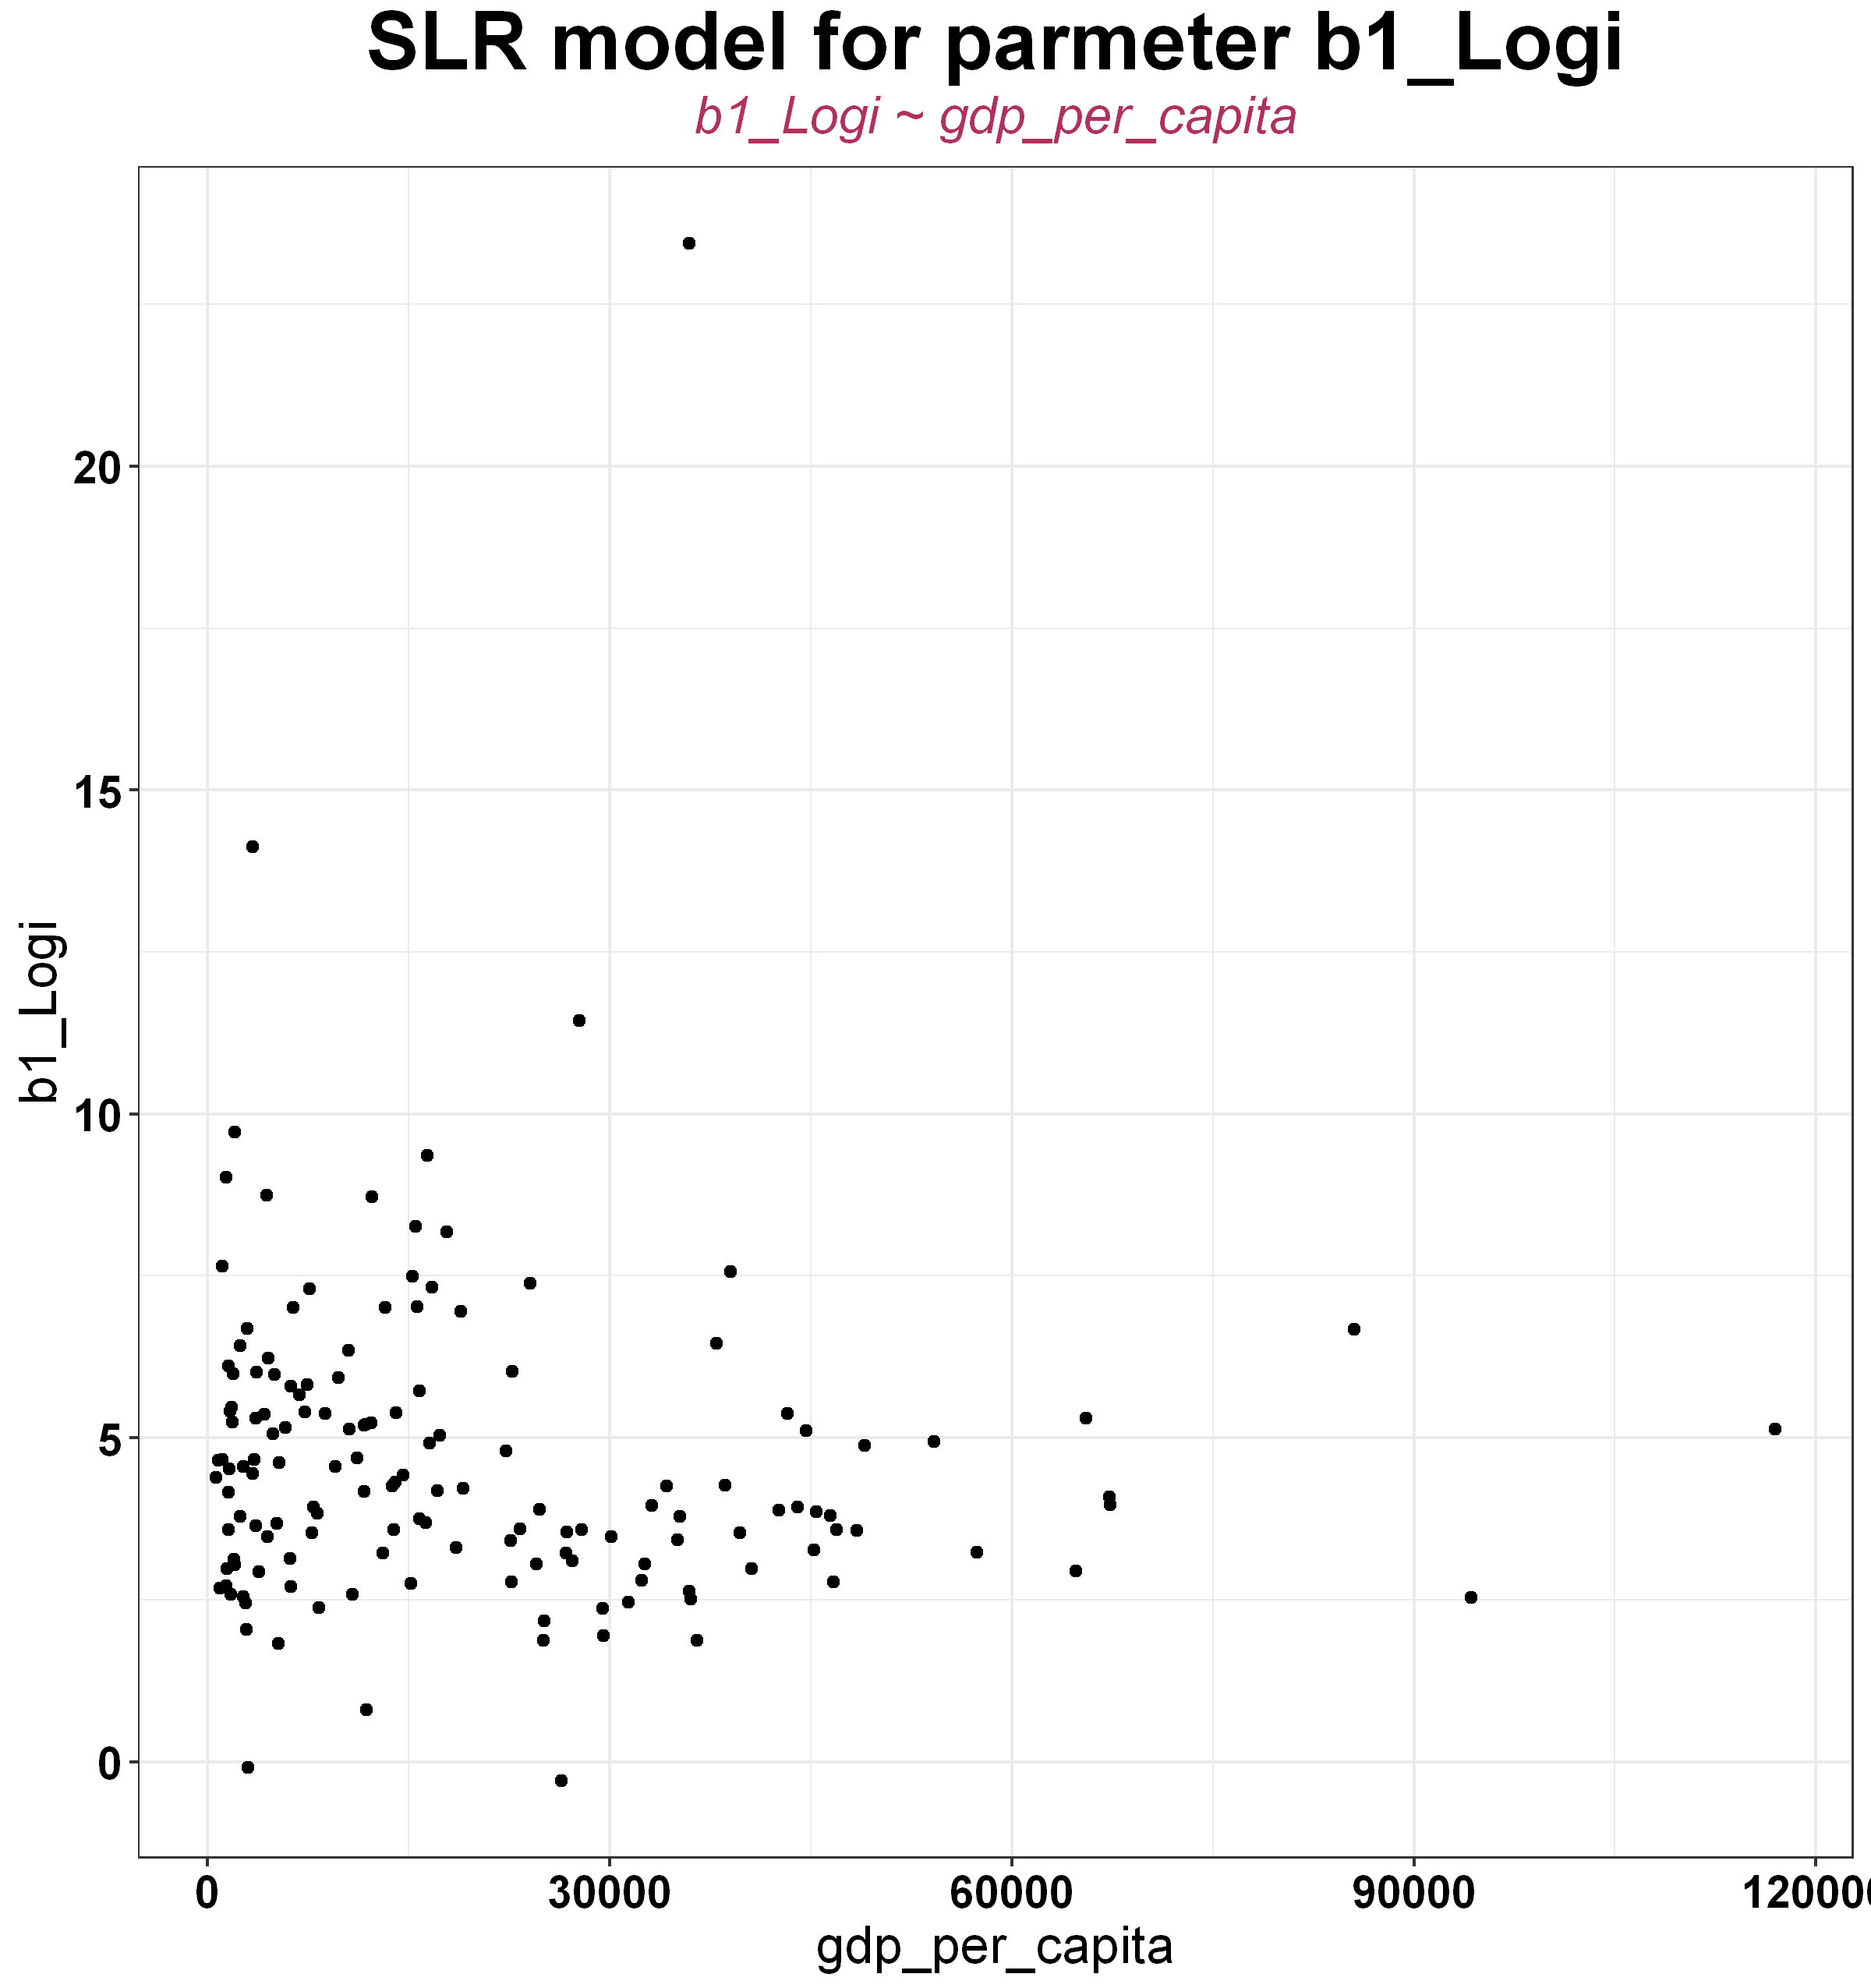 SLR model for parmeter b1_Logi
b1_Logi ~ gdp_per_capita
20
15
10
5
0
b1_Logi
0 30000 60000 90000 120000
gdp_per_capita